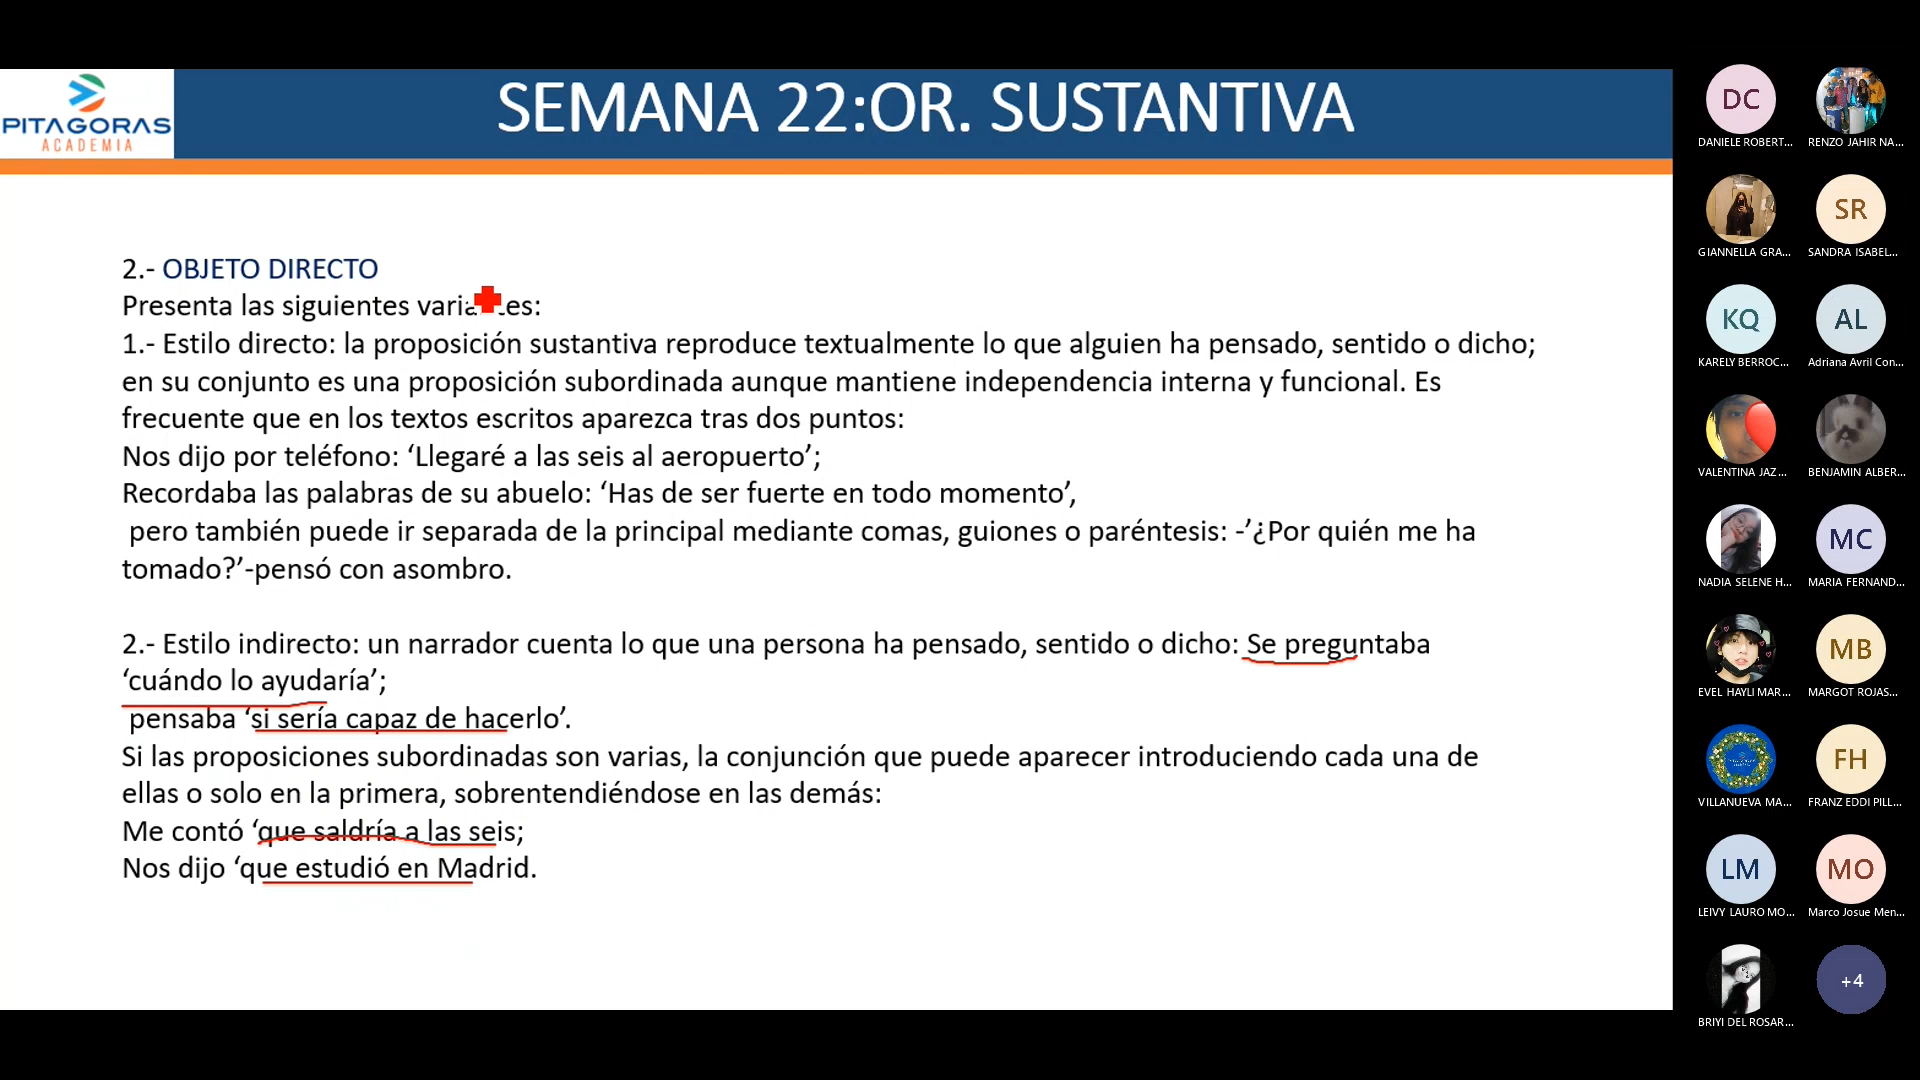 PITAGORAS
ACADEMIA
SEMANA 22:OR. SUSTANTIVA
2.- OBJETO DIRECTO
Presenta las siguientes varia es:
1.- Estilo directo: la proposición sustantiva reproduce textualmente lo que alguien ha pensado, sentido o dicho;
en su conjunto es una proposición subordinada aunque mantiene independencia interna y funcional. Es
frecuente que en los textos escritos aparezca tras dos puntos:
Nos dijo por teléfono: ‘Llegaré a las seis al aeropuerto’;
Recordaba las palabras de su abuelo: ‘Has de ser fuerte en todo momento’,
pero también puede ir separada de la principal mediante comas, guiones o paréntesis: -’¿Por quién me ha
tomado?’-pensó con asombro.
2.- Estilo indirecto: un narrador cuenta lo que una persona ha pensado, sentido o dicho: Se preguntaba
‘cuándo lo ayudaría’;
pensaba ‘si sería capaz de hacerlo’.
Si las proposiciones subordinadas son varias, la conjunción que puede aparecer introduciendo cada una de
ellas o solo en la primera, sobrentendiéndose en las demás:
Me contó ‘que saldría a las seis;
Nos dijo ‘que estudió en Madrid.
DC
DANIELE ROBERT...
RENZO JAHIR NA...
GIANNELLA GRA...
SR
SANDRA ISABEL...
KQ
KARELY BERROC...
AL
Adriana Avril Con...
VALENTINA JAZ...
BENJAMIN ALBER...
NADIA SELENE H...
MC
MARIA FERNAND...
EVEL HAYLI MAR...
MB
MARGOT ROJAS...
VILLANUEVA MA...
FH
FRANZ EDDI PILL...
LM
LEIVY LAURO MO...
MO
Marco Josue Men...
BRIYI DEL ROSAR...
+4